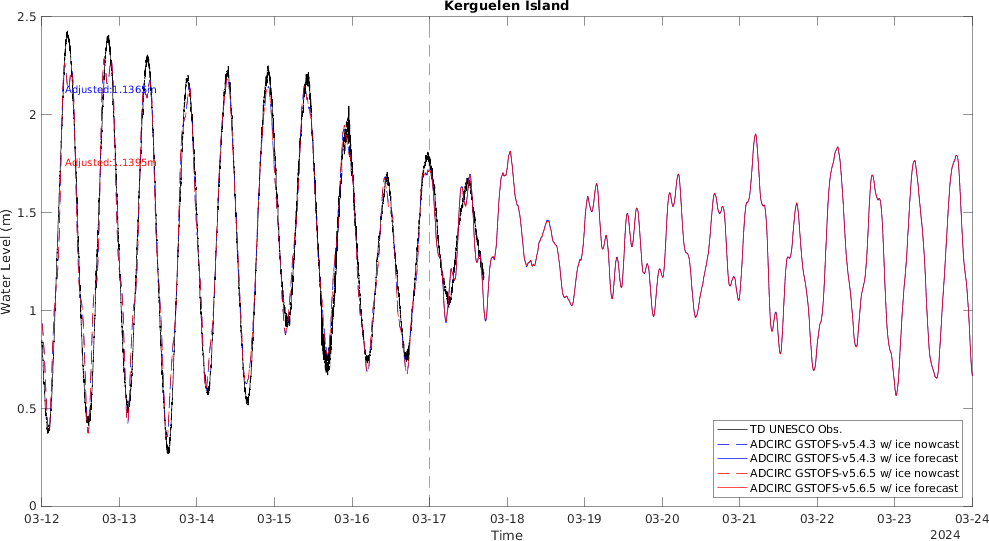 Kerguelen Island
2.5
2
1.5
1
0.5
0
Water Level (m)
Adjusted:1.1365m
Adjusted:1.1395m
TD UNESCO Obs.
ADCIRC GSTOFS-v5.4.3 w/ ice nowcast
ADCIRC GSTOFS-v5.4.3 w/ ice forecast
ADCIRC GSTOFS-v5.6.5 w/ ice nowcast
ADCIRC GSTOFS-v5.6.5 w/ ice forecast
03-12 03-13 03-14 03-15 03-16 03-17 03-18 03-19 03-20 03-21 03-22 03-23 03-24
Time
2024